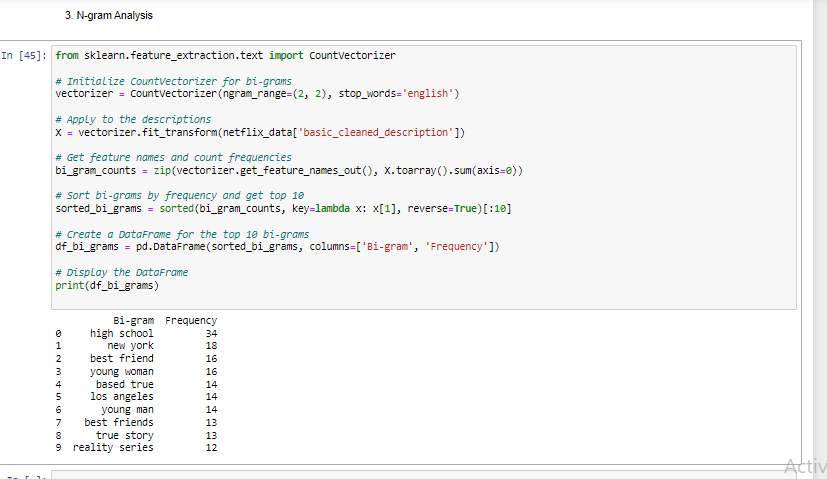 3. N-gram Analysis
In [45]: from sklearn.feature_extraction.text import CountVectorizer
# Initialize CountVectorizer for bi-grams
vectorizer = CountVectorizer(ngram_range=(2, 2), stop_words='english')
# Apply to the descriptions
X = vectorizer.fit_transform(netflix_data['basic_cleaned_description'])
# Get feature names and count frequencies
bi_gram_counts = zip(vectorizer.get_feature_names_out(), X.toarray().sum(axis=0))
# Sort bi-grams by frequency and get top 10
sorted_bi_grams = sorted(bi_gram_counts, key=lambda x: x[1], reverse=True)[:10]
# Create a DataFrame for the top 10 bi-grams
df_bi_grams = pd.DataFrame(sorted_bi_grams, columns=['Bi-gram', 'Frequency'])
# Display the DataFrame
print(df_bi_grams)
Bi-gram Frequency
0 high school 34
1 new york 18
2 best friend 16
3 young woman 16
4 based true 14
5 los angeles 14
6 young man 14
7 best friends 13
8 true story 13
9 reality series 12
Activ